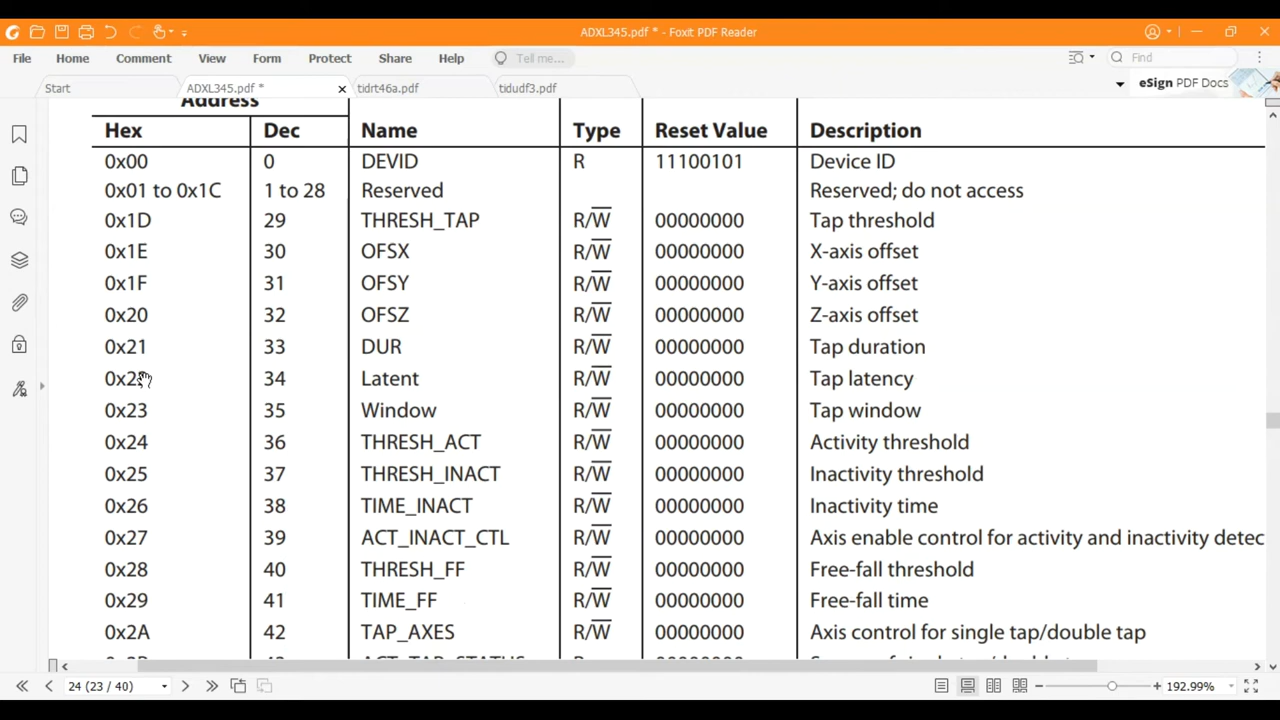 ADXL345.pdf * - Foxit PDF Reader
File Home Comment View Form Protect Share Help Tell me... Find
Start ADXL345.pdf * tidrt46a.pdf tidudf3.pdf eSign PDF Docs
Address
Hex Dec Name Type Reset Value Description
0x00 0 DEVID R 11100101 Device ID
0x01 to 0x1C 1 to 28 Reserved Reserved; do not access
0x1D 29 THRESH_TAP R/W̅ 00000000 Tap threshold
0x1E 30 OFSX R/W̅ 00000000 X-axis offset
0x1F 31 OFSY R/W̅ 00000000 Y-axis offset
0x20 32 OFSZ R/W̅ 00000000 Z-axis offset
0x21 33 DUR R/W̅ 00000000 Tap duration
34 Latent R/W̅ 00000000 Tap latency
0x23 35 Window R/W̅ 00000000 Tap window
0x24 36 THRESH_ACT R/W̅ 00000000 Activity threshold
0x25 37 THRESH_INACT R/W̅ 00000000 Inactivity threshold
0x26 38 TIME_INACT R/W̅ 00000000 Inactivity time
0x27 39 ACT_INACT_CTL R/W̅ 00000000 Axis enable control for activity and inactivity detec
0x28 40 THRESH_FF R/W̅ 00000000 Free-fall threshold
0x29 41 TIME_FF R/W̅ 00000000 Free-fall time
0x2A 42 TAP_AXES R/W̅ 00000000 Axis control for single tap/double tap
24 (23 / 40) 192.99%